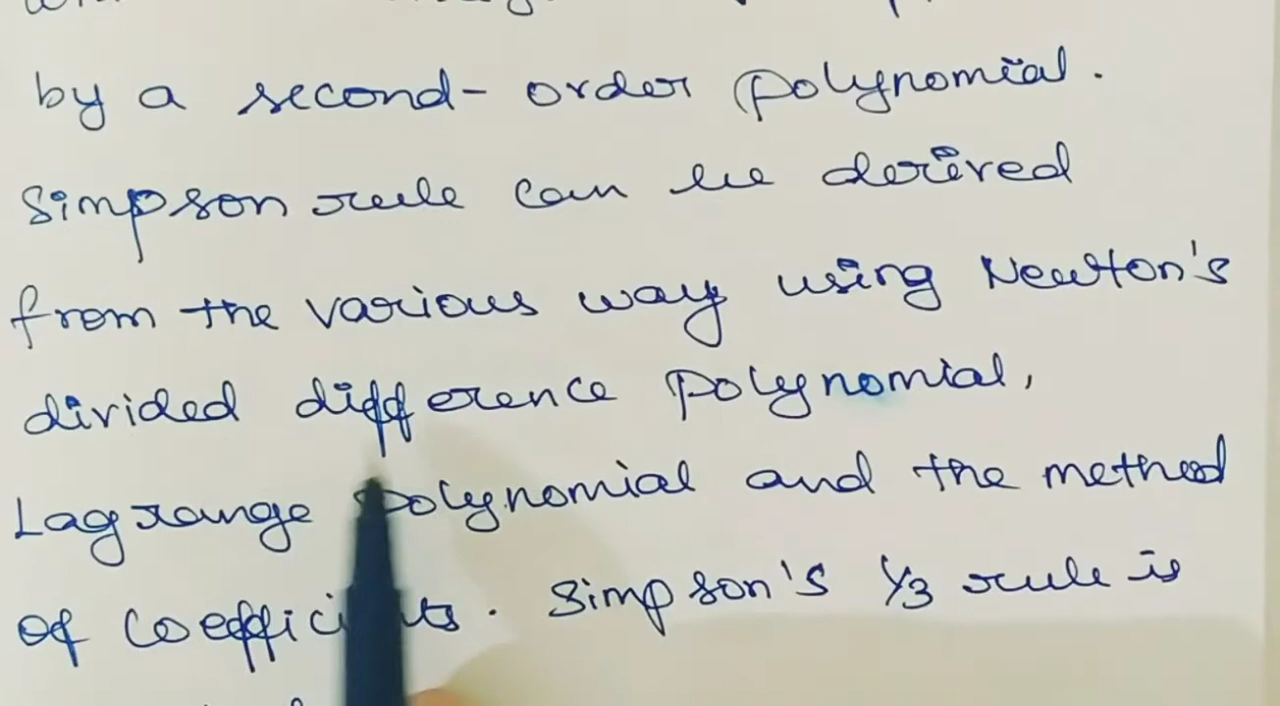 by a second-order polynomial.
Simpson rule can be derived
from the various way using Newton's
divided difference polynomial,
Lagrange polynomial and the method
of coefficients. Simpson's 1/3 rule is